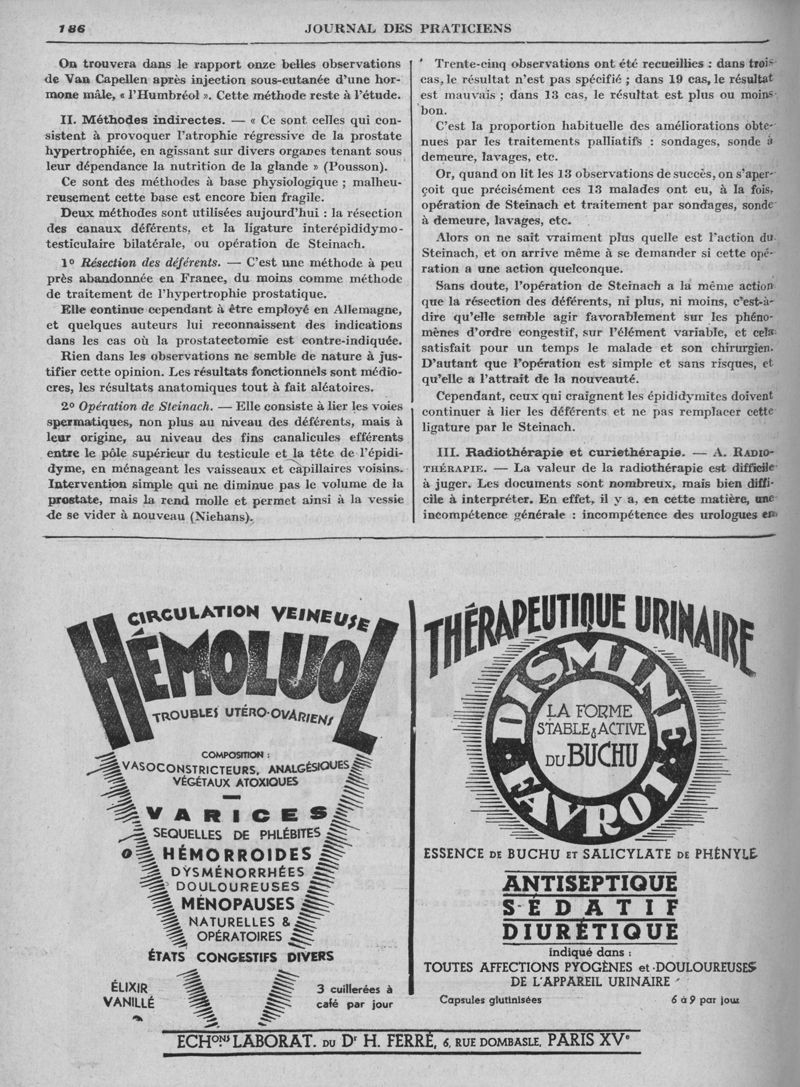 186 JOURNAL DES PRATICIENS
On trouvera dans le rapport onze belles observations
de Van Capellen après injection sous-cutanée d'une hor-
mone mâle, « l'Humbréol ». Cette méthode reste à l'étude.
II. Méthodes indirectes. — « Ce sont celles qui con-
sistent à provoquer l'atrophie régressive de la prostate
hypertrophiée, en agissant sur divers organes tenant sous
leur dépendance la nutrition de la glande » (Pousson).
Ce sont des méthodes à base physiologique ; malheu-
reusement cette base est encore bien fragile.
Deux méthodes sont utilisées aujourd'hui : la résection
des canaux déférents, et la ligature interépididymo-
testiculaire bilatérale, ou opération de Steinach.
1º Résection des déférents. — C'est une méthode à peu
près abandonnée en France, du moins comme méthode
de traitement de l'hypertrophie prostatique.
Elle continue cependant à être employé en Allemagne,
et quelques auteurs lui reconnaissent des indications
dans les cas où la prostatectomie est contre-indiquée.
Rien dans les observations ne semble de nature à jus-
tifier cette opinion. Les résultats fonctionnels sont médio-
cres, les résultats anatomiques tout à fait aléatoires.
2º Opération de Steinach. — Elle consiste à lier les voies
spermatiques, non plus au niveau des déférents, mais à
leur origine, au niveau des fins canalicules efférents
entre le pôle supérieur du testicule et la tête de l'épidi-
dyme, en ménageant les vaisseaux et capillaires voisins.
Intervention simple qui ne diminue pas le volume de la
prostate, mais la rend molle et permet ainsi à la vessie
de se vider à nouveau (Niehans).
Trente-cinq observations ont été recueillies : dans trois
cas, le résultat n'est pas spécifié ; dans 19 cas, le résultat
est mauvais ; dans 13 cas, le résultat est plus ou moins
bon.
C'est la proportion habituelle des améliorations obte-
nues par les traitements palliatifs : sondages, sonde à
demeure, lavages, etc.
Or, quand on lit les 13 observations de succès, on s'aper-
çoit que précisément ces 13 malades ont eu, à la fois,
opération de Steinach et traitement par sondages, sonde
à demeure, lavages, etc.
Alors on ne sait vraiment plus quelle est l'action du
Steinach, et on arrive même à se demander si cette opé-
ration a une action quelconque.
Sans doute, l'opération de Steinach a la même action
que la résection des déférents, ni plus, ni moins, c'est-à-
dire qu'elle semble agir favorablement sur les phéno-
mènes d'ordre congestif, sur l'élément variable, et cela
satisfait pour un temps le malade et son chirurgien.
D'autant que l'opération est simple et sans risques, et
qu'elle a l'attrait de la nouveauté.
Cependant, ceux qui craignent les épididymites doivent
continuer à lier les déférents et ne pas remplacer cette
ligature par le Steinach.
III. Radiothérapie et curiethérapie. — A. RADIO-
THÉRAPIE. — La valeur de la radiothérapie est difficile
à juger. Les documents sont nombreux, mais bien diffi-
cile à interpréter. En effet, il y a, en cette matière, une
incompétence générale : incompétence des urologues en
CIRCULATION VEINEUSE
HÉMOLUOL
TROUBLES UTÉRO-OVARIENS
COMPOSITION :
VASOCONSTRICTEURS, ANALGÉSIQUES
VÉGÉTAUX ATOXIQUES
VARICES
SEQUELLES DE PHLÉBITES
HÉMORROIDES
DYSMÉNORRHÉES
DOULOUREUSES
MÉNOPAUSES
NATURELLES &
OPÉRATOIRES
ÉTATS CONGESTIFS DIVERS
ÉLIXIR
VANILLÉ
3 cuillerées à
café par jour
THÉRAPEUTIQUE URINAIRE
DISMINE
LA FORME
STABLE & ACTIVE
DU BUCHU
FAVROT
ESSENCE DE BUCHU ET SALICYLATE DE PHÉNYLE
ANTISEPTIQUE
SÉDATIF
DIURÉTIQUE
indiqué dans :
TOUTES AFFECTIONS PYOGÈNES et DOULOUREUSES
DE L'APPAREIL URINAIRE
Capsules glutinisées 6 à 9 par jour
ECHONS LABORAT. DU Dr H. FERRÉ, 6, RUE DOMBASLE, PARIS XVe